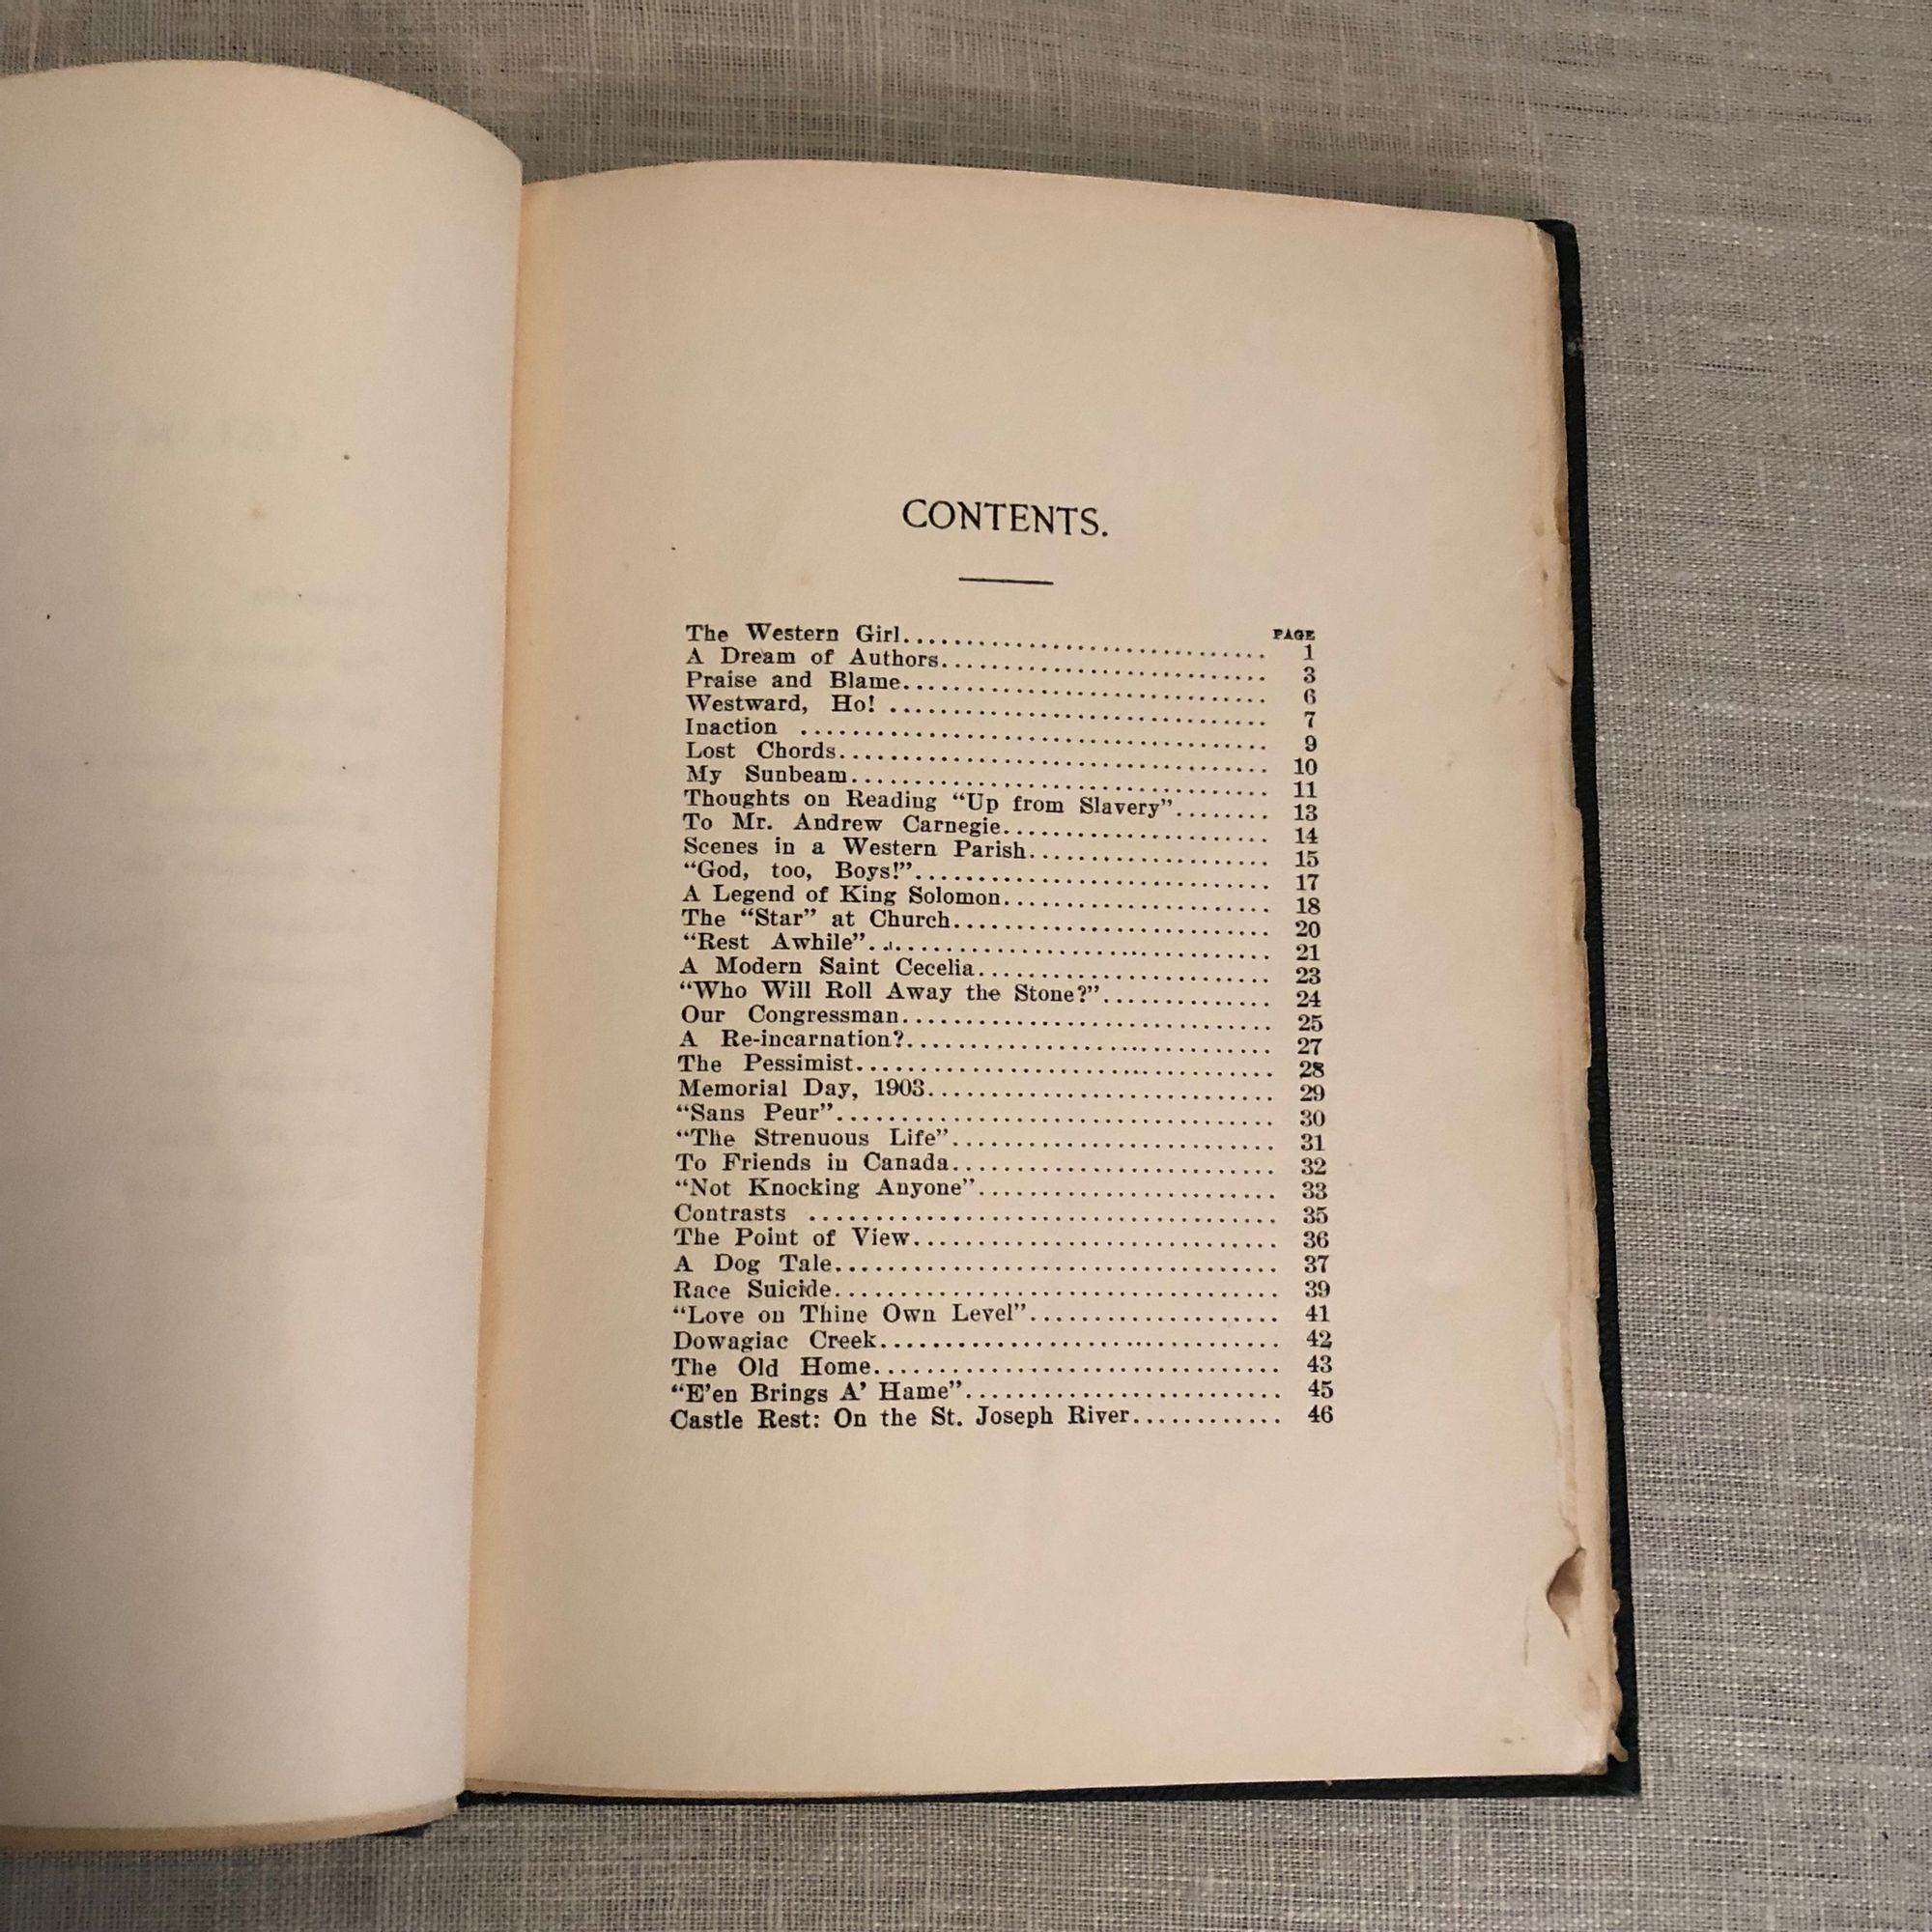 CONTENTS.
PAGE
The Western Girl........................................ 1
A Dream of Authors........................................ 3
Praise and Blame........................................ 6
Westward, Ho! ........................................ 7
Inaction ........................................ 9
Lost Chords........................................ 10
My Sunbeam........................................ 11
Thoughts on Reading “Up from Slavery”........ 13
To Mr. Andrew Carnegie..................... 14
Scenes in a Western Parish................... 15
“God, too, Boys!”............................ 17
A Legend of King Solomon..................... 18
The “Star” at Church......................... 20
“Rest Awhile”................................ 21
A Modern Saint Cecelia....................... 23
“Who Will Roll Away the Stone?”............. 24
Our Congressman............................. 25
A Re-incarnation?............................ 27
The Pessimist................................ 28
Memorial Day, 1903........................... 29
“Sans Peur”.................................. 30
“The Strenuous Life”......................... 31
To Friends in Canada......................... 32
“Not Knocking Anyone”........................ 33
Contrasts ................................... 35
The Point of View............................ 36
A Dog Tale................................... 37
Race Suicide................................. 39
“Love on Thine Own Level”.................... 41
Dowagiac Creek............................... 42
The Old Home................................. 43
“E’en Brings A’ Hame”........................ 45
Castle Rest: On the St. Joseph River............ 46